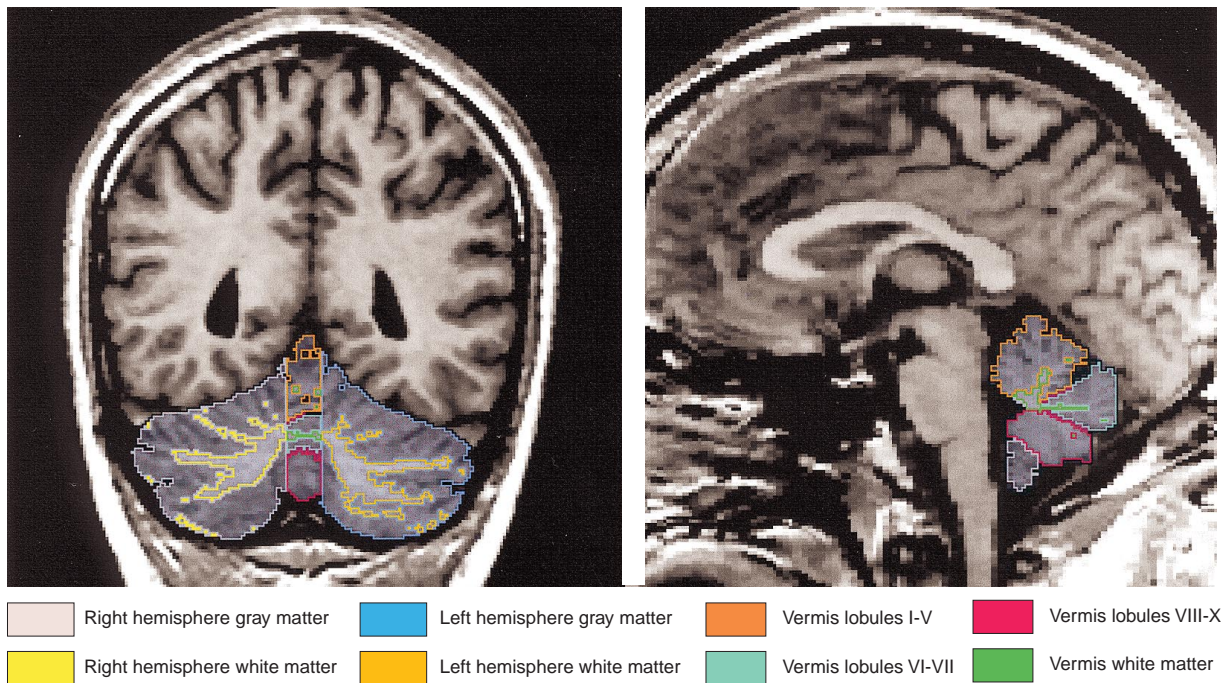 Right hemisphere gray matter
Left hemisphere gray matter
Vermis lobules I-V
Vermis lobules VIII-X
Right hemisphere white matter
Left hemisphere white matter
Vermis lobules VI-VII
Vermis white matter